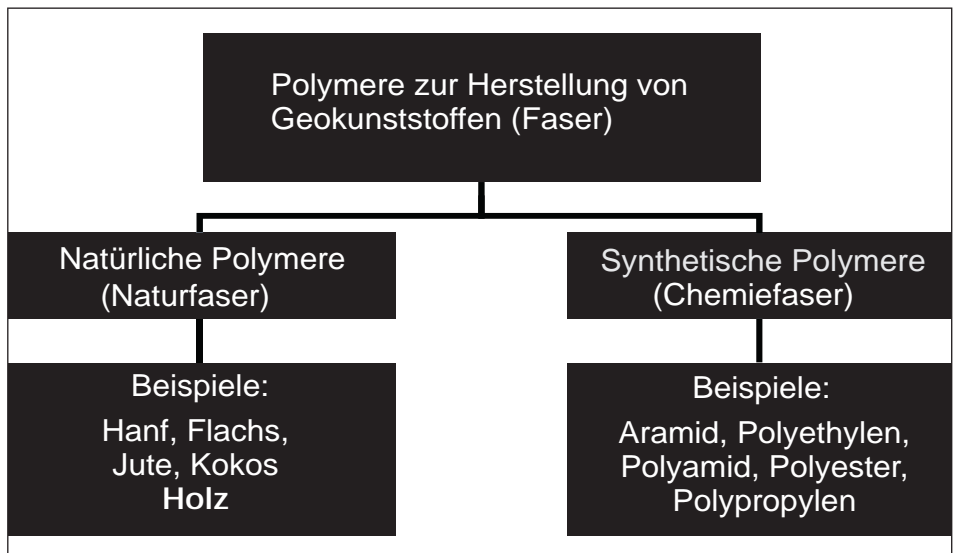 Polymere zur Herstellung von
Geokunststoffen (Faser)
Natürliche Polymere
(Naturfaser)
Synthetische Polymere
(Chemiefaser)
Beispiele:
Hanf, Flachs,
Jute, Kokos
Holz
Beispiele:
Aramid, Polyethylen,
Polyamid, Polyester,
Polypropylen